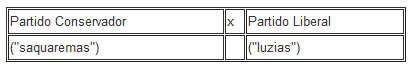 Partido Conservador x Partido Liberal
("saquaremas") ("luzias")